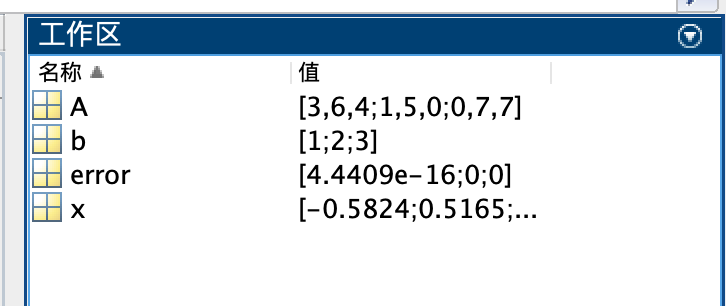 工作区
名称 值
A [3,6,4;1,5,0;0,7,7]
b [1;2;3]
error [4.4409e-16;0;0]
x [-0.5824;0.5165;...